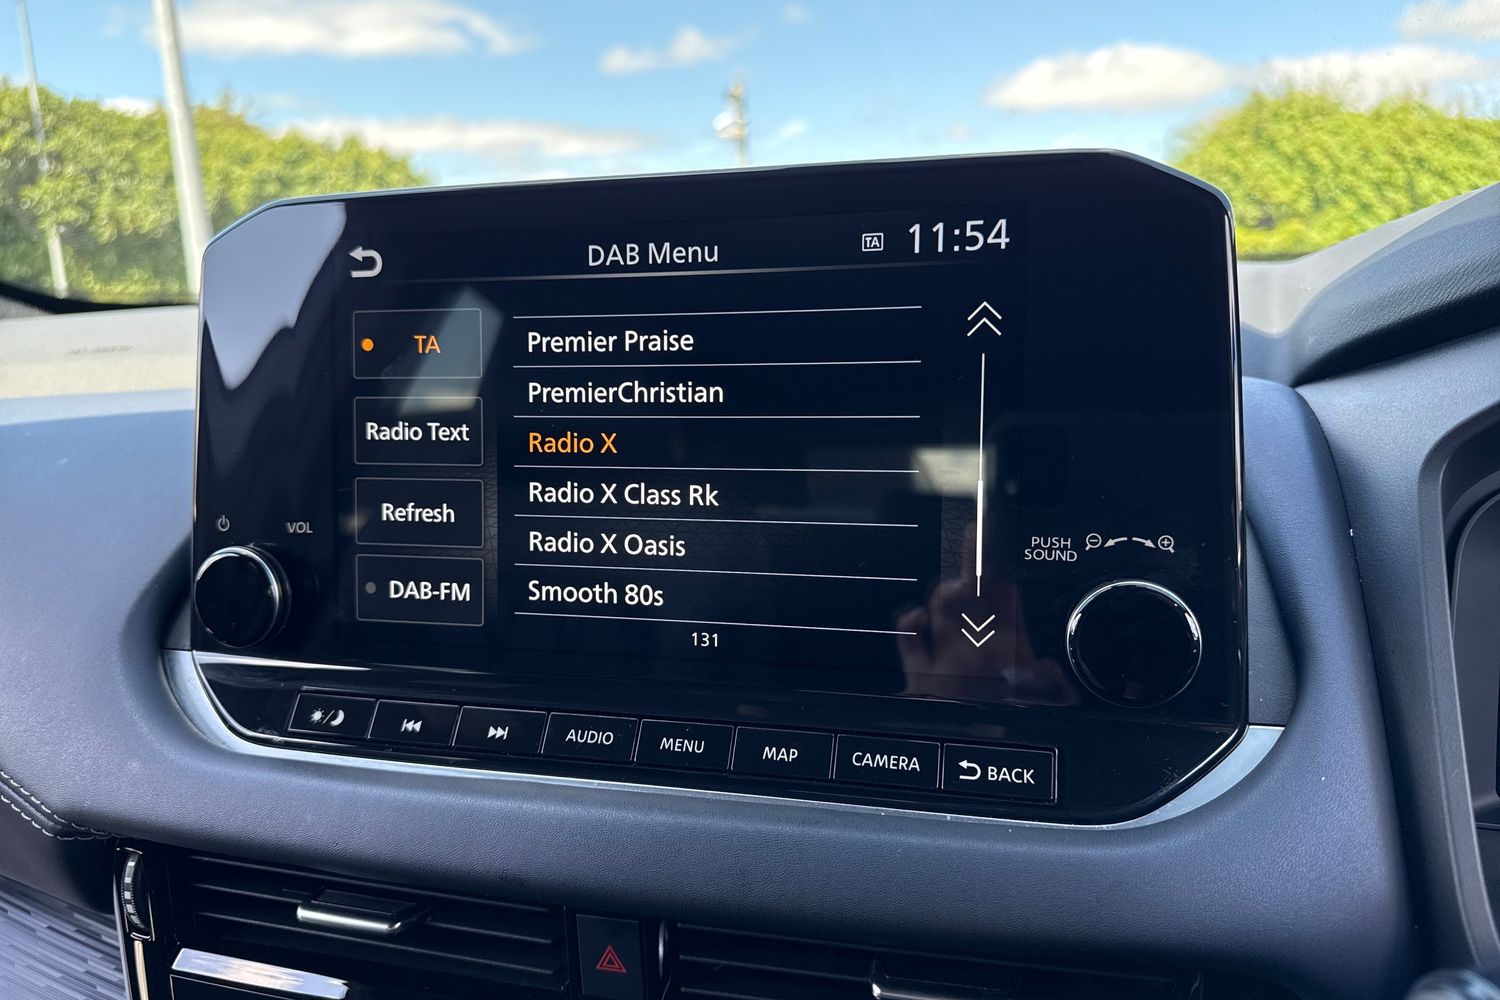 DAB Menu
TA
11:54
TA
Radio Text
Refresh
DAB-FM
Premier Praise
PremierChristian
Radio X
Radio X Class Rk
Radio X Oasis
Smooth 80s
131
VOL
PUSH
SOUND
AUDIO
MENU
MAP
CAMERA
BACK